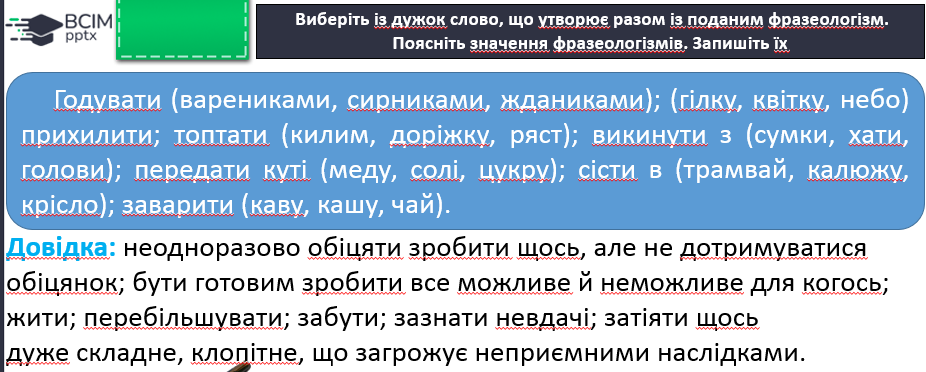 ВСІМ
pptx
Виберіть із дужок слово, що утворює разом із поданим фразеологізм.
Поясніть значення фразеологізмів. Запишіть їх
Годувати (варениками, сирниками, жданиками); (гілку, квітку, небо)
прихилити; топтати (килим, доріжку, ряст); викинути з (сумки, хати,
голови); передати куті (меду, солі, цукру); сісти в (трамвай, калюжу,
крісло); заварити (каву, кашу, чай).
Довідка: неодноразово обіцяти зробити щось, але не дотримуватися
обіцянок; бути готовим зробити все можливе й неможливе для когось;
жити; перебільшувати; забути; зазнати невдачі; затіяти щось
дуже складне, клопітне, що загрожує неприємними наслідками.